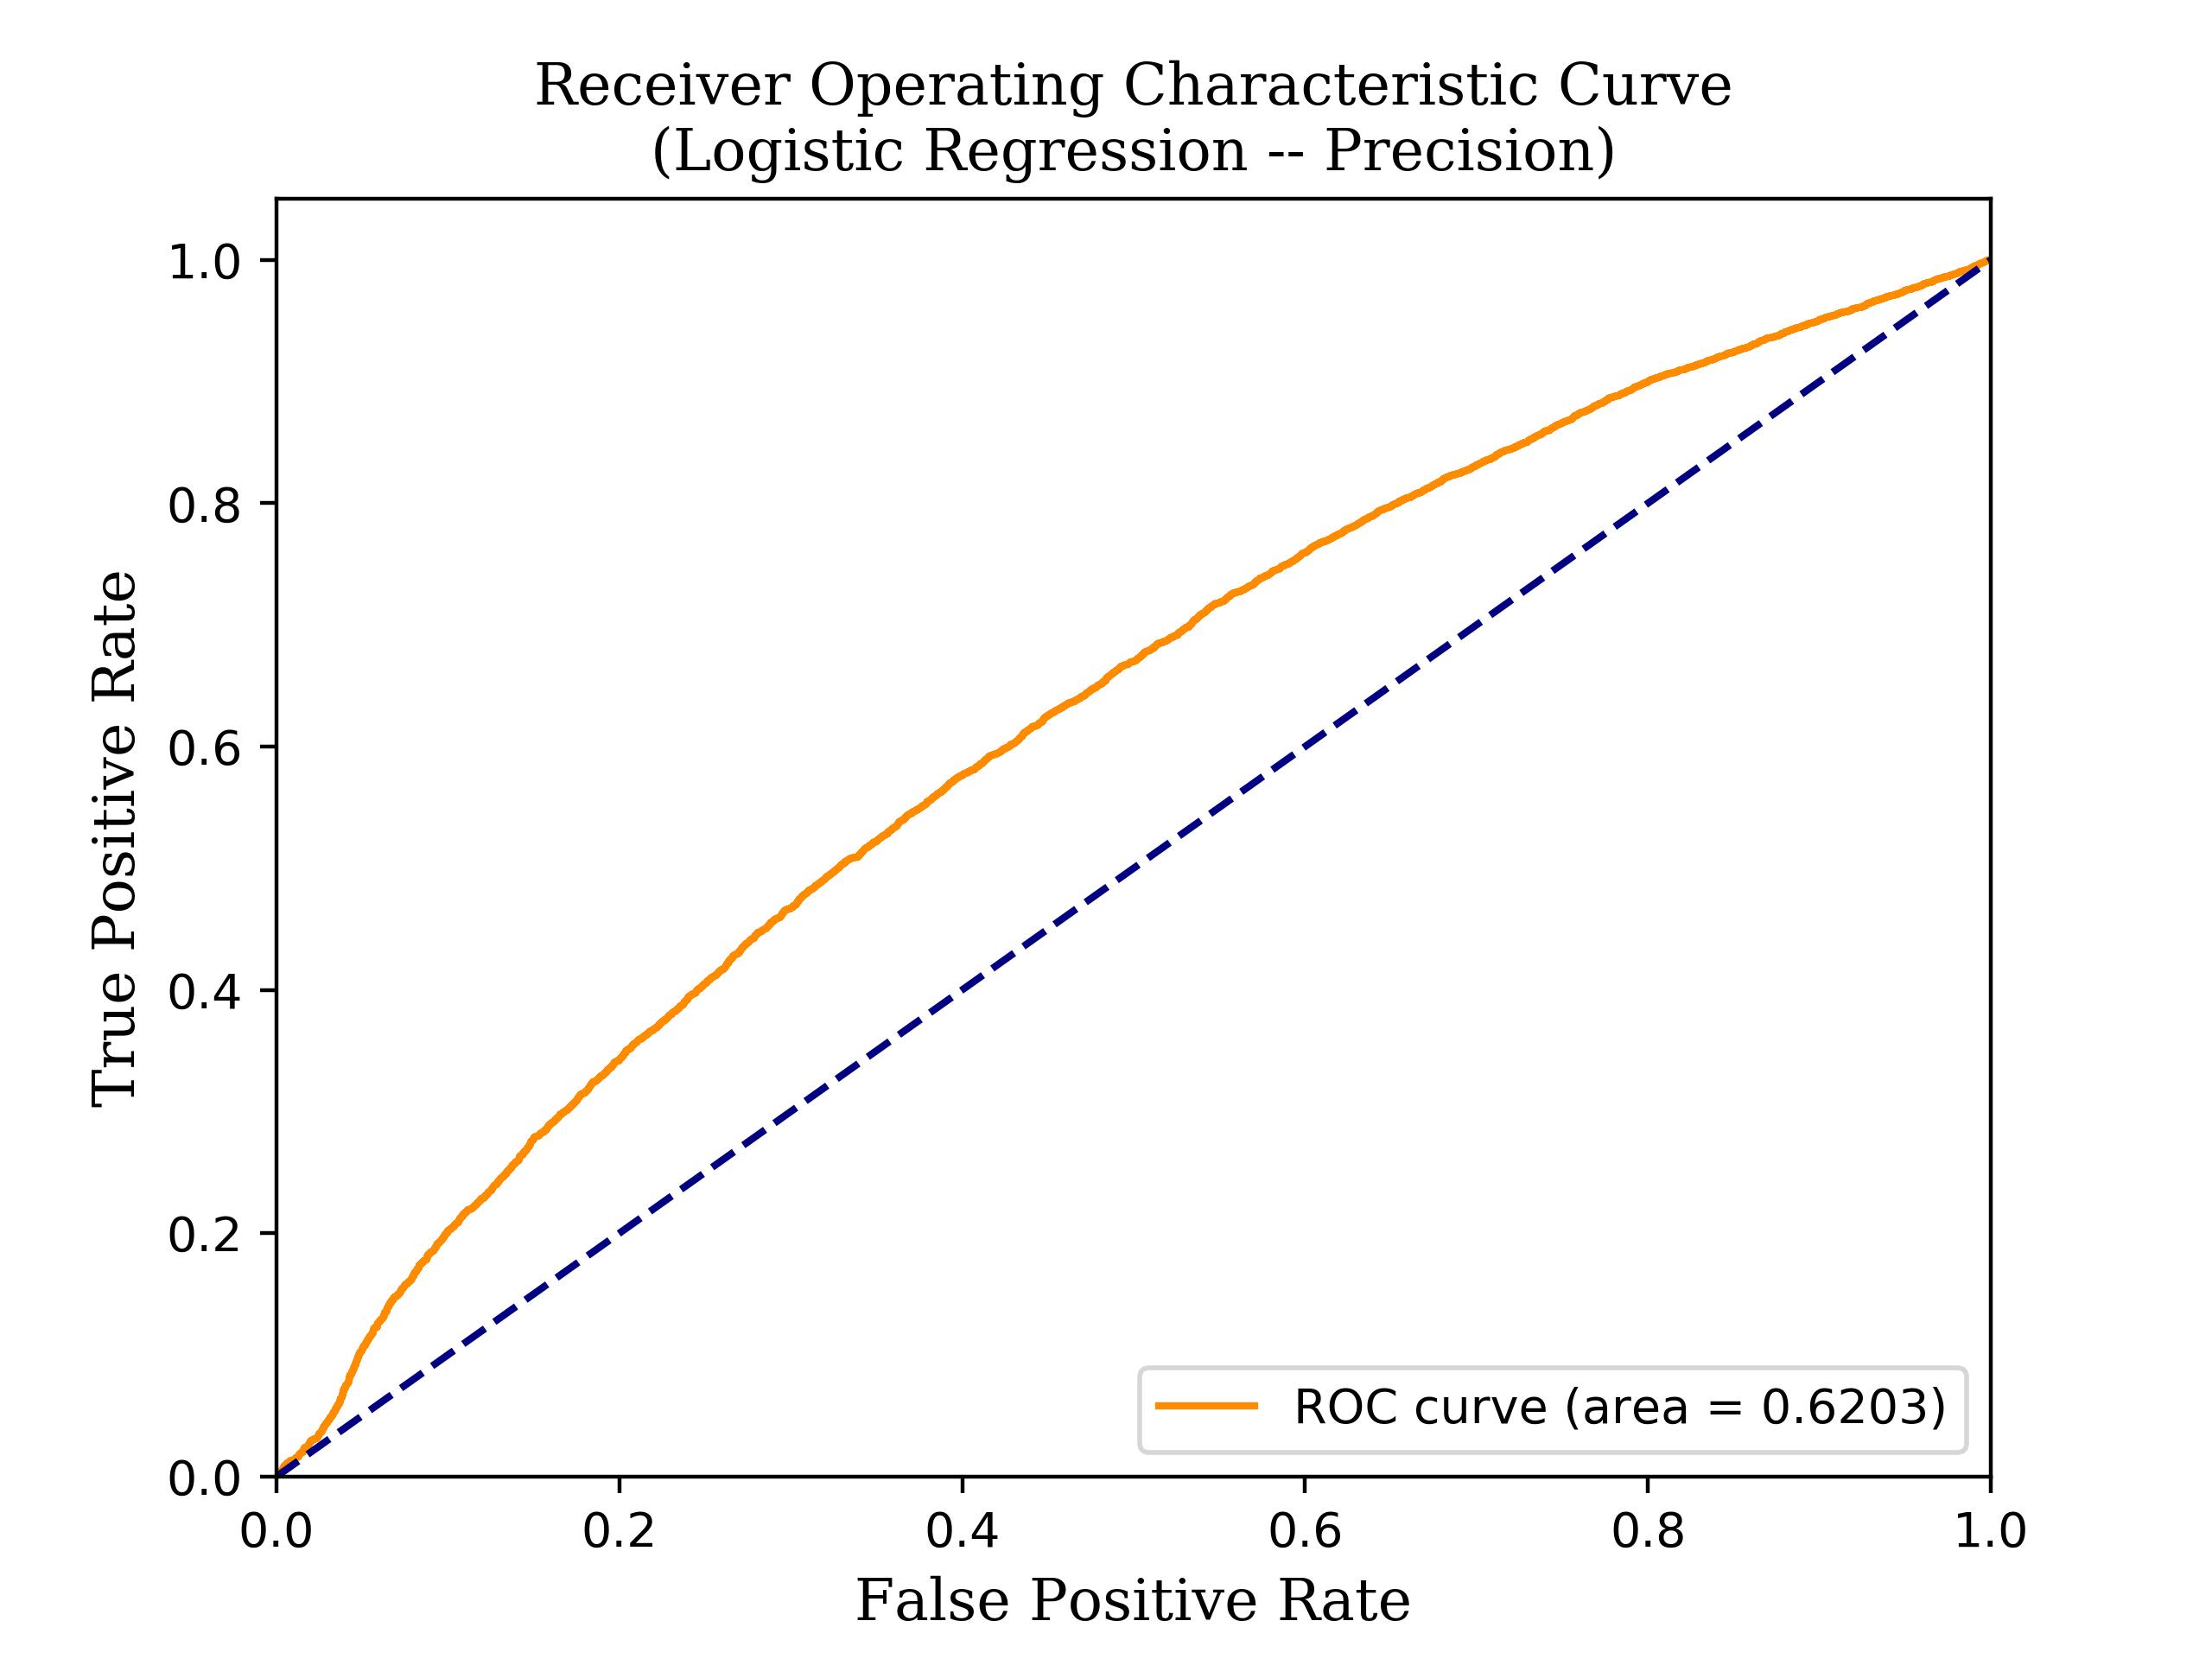 Receiver Operating Characteristic Curve
(Logistic Regression -- Precision)
True Positive Rate
1.0
0.8
0.6
0.4
0.2
0.0
ROC curve (area = 0.6203)
0.0 0.2 0.4 0.6 0.8 1.0
False Positive Rate